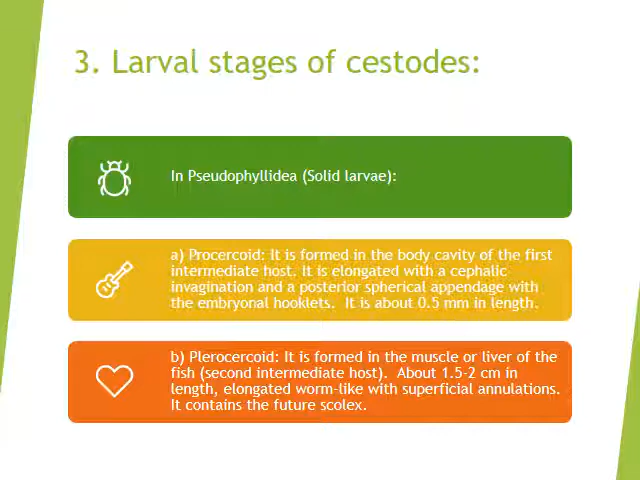 3. Larval stages of cestodes:
In Pseudophyllidea (Solid larvae):
a) Procercoid: It is formed in the body cavity of the first
intermediate host. It is elongated with a cephalic
invagination and a posterior spherical appendage with
the embryonal hooklets. It is about 0.5 mm in length.
b) Plerocercoid: It is formed in the muscle or liver of the
fish (second intermediate host). About 1.5-2 cm in
length, elongated worm-like with superficial annulations.
It contains the future scolex.